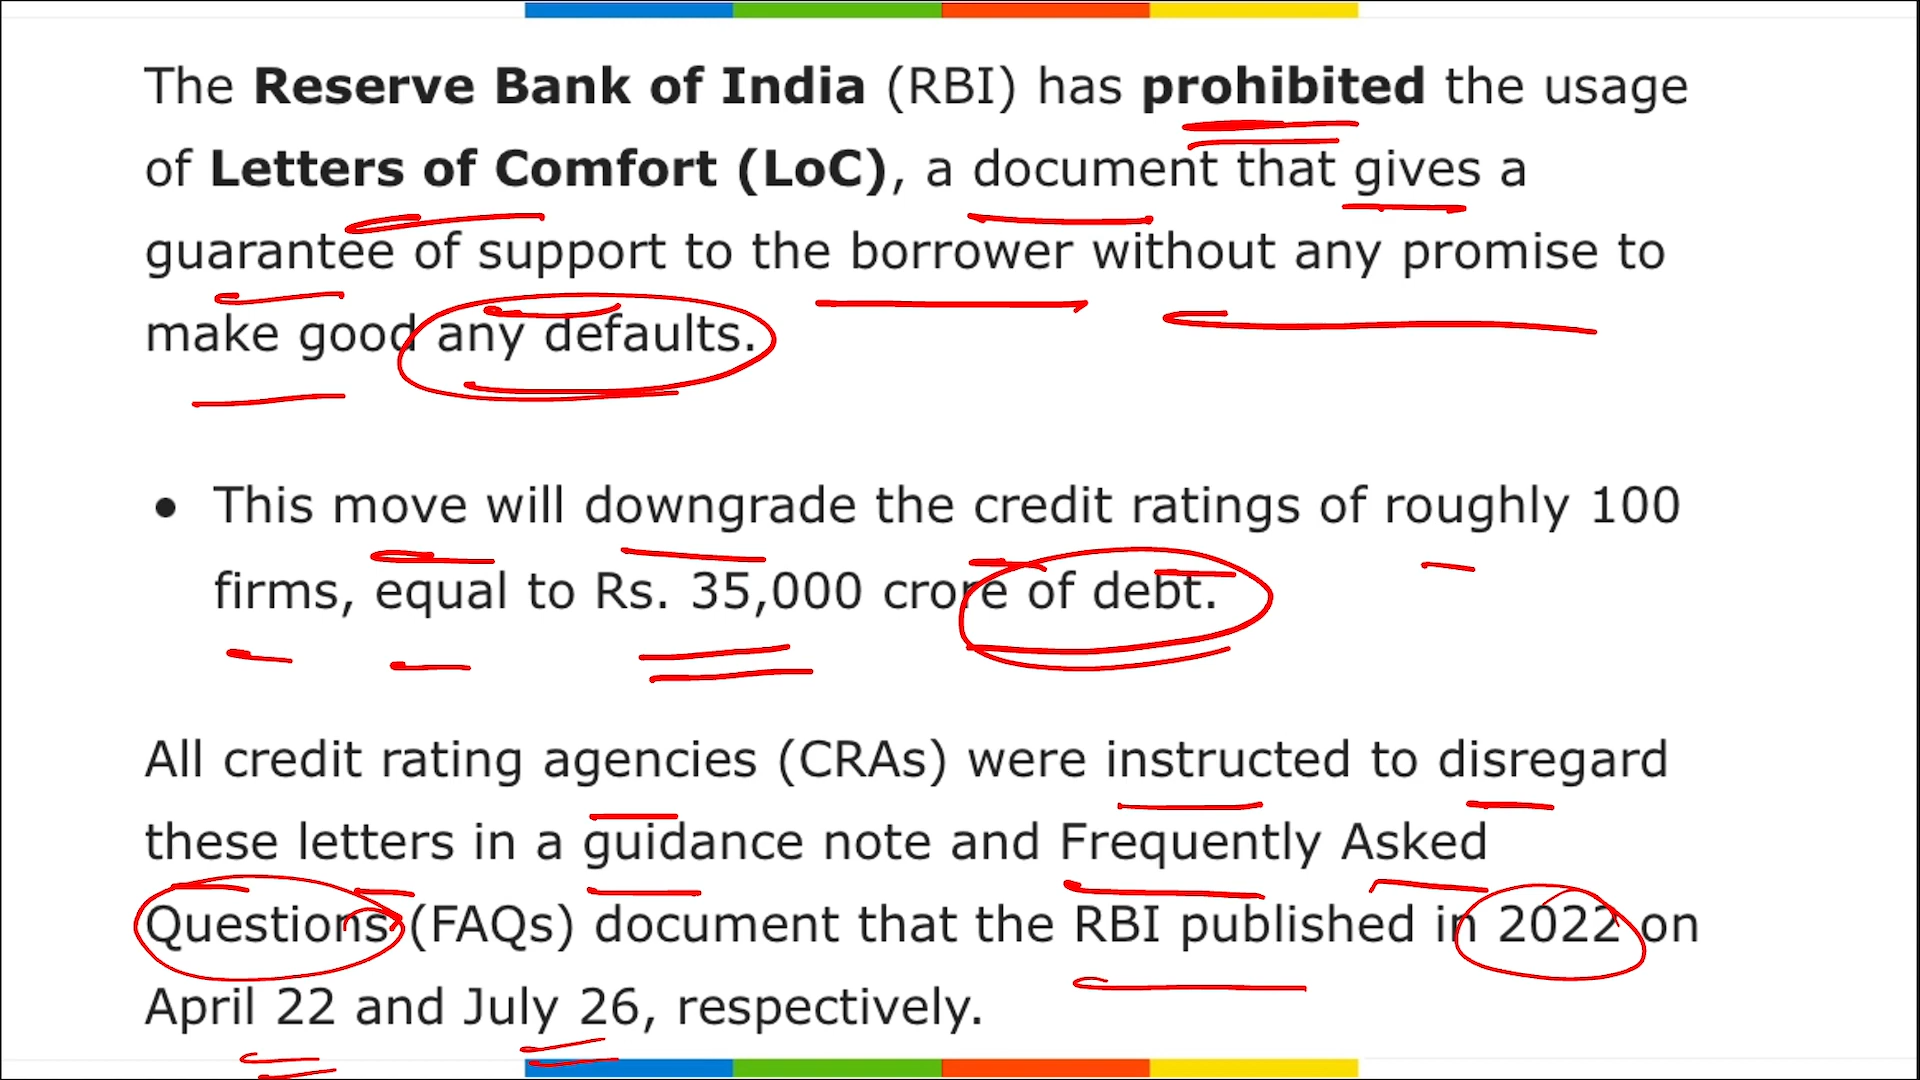 The Reserve Bank of India (RBI) has prohibited the usage
of Letters of Comfort (LoC), a document that gives a
guarantee of support to the borrower without any promise to
make good any defaults.
• This move will downgrade the credit ratings of roughly 100
firms, equal to Rs. 35,000 crore of debt.
All credit rating agencies (CRAs) were instructed to disregard
these letters in a guidance note and Frequently Asked
Questions (FAQs) document that the RBI published in 2022 on
April 22 and July 26, respectively.